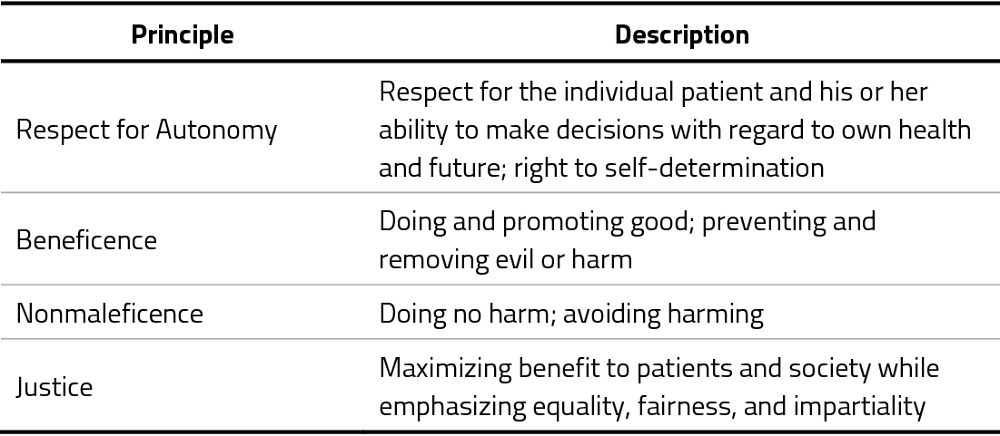 Principle Description
Respect for Autonomy
Respect for the individual patient and his or her
ability to make decisions with regard to own health
and future; right to self-determination
Beneficence
Doing and promoting good; preventing and
removing evil or harm
Nonmaleficence
Doing no harm; avoiding harming
Justice
Maximizing benefit to patients and society while
emphasizing equality, fairness, and impartiality